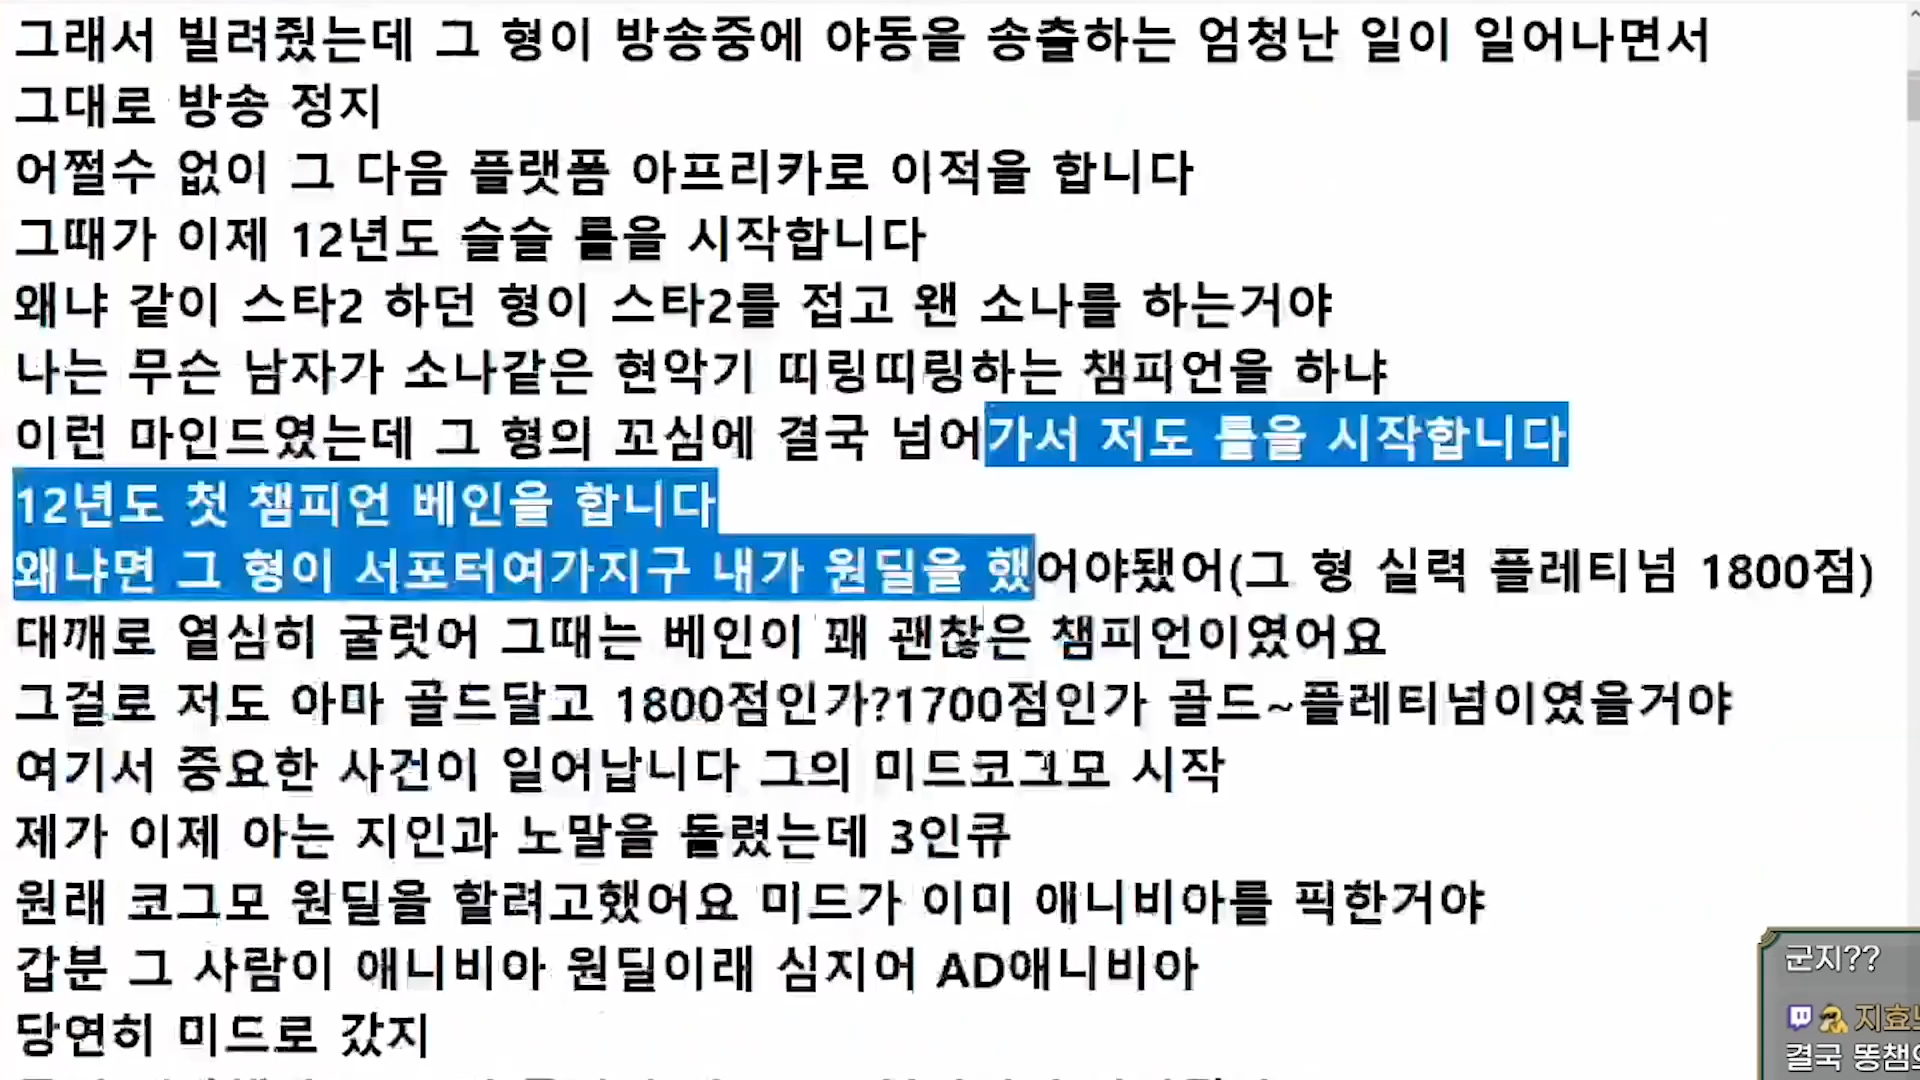 그래서 빌려줬는데 그 형이 방송중에 야동을 송출하는 엄청난 일이 일어나면서
그대로 방송 정지
어쩔수 없이 그 다음 플랫폼 아프리카로 이적을 합니다
그때가 이제 12년도 슬슬 롤을 시작합니다
왜냐 같이 스타2 하던 형이 스타2를 접고 왠 소나를 하는거야
나는 무슨 남자가 소나같은 현악기 띠링띠링하는 챔피언을 하냐
이런 마인드였는데 그 형의 꼬심에 결국 넘어가서 저도 롤을 시작합니다
12년도 첫 챔피언 베인을 합니다
왜냐면 그 형이 서포터여가지구 내가 원딜을 했어야됐어(그 형 실력 플레티넘 1800점)
대깨로 열심히 굴렀어 그때는 베인이 꽤 괜찮은 챔피언이였어요
그걸로 저도 아마 골드달고 1800점인가?1700점인가 골드~플레티넘이였을거야
여기서 중요한 사건이 일어납니다 그의 미드코그모 시작
제가 이제 아는 지인과 노말을 돌렸는데 3인큐
원래 코그모 원딜을 할려고했어요 미드가 이미 애니비아를 픽한거야
갑분 그 사람이 애니비아 원딜이래 심지어 AD애니비아
당연히 미드로 갔지
군지??
지효
결국 똥챔으